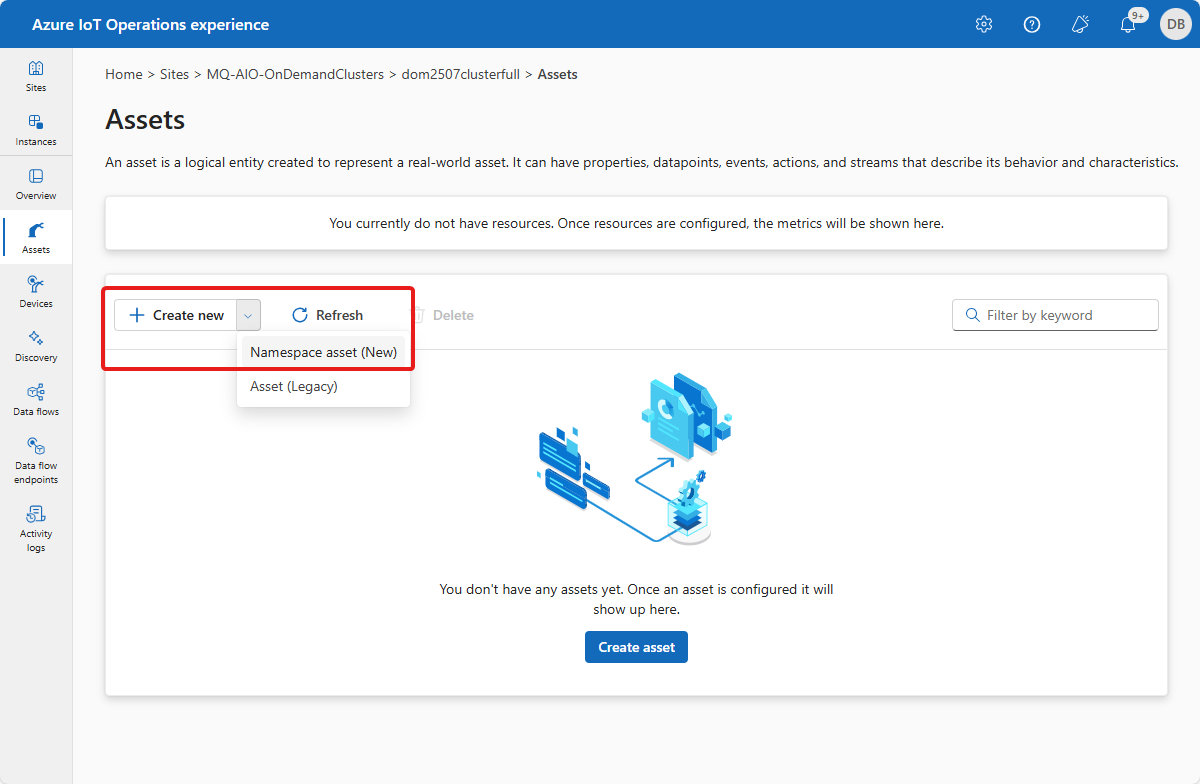 Azure IoT Operations experience
9+
DB
Sites
Instances
Overview
Assets
Devices
Discovery
Data flows
Data flow
endpoints
Activity
logs
Home > Sites > MQ-AIO-OnDemandClusters > dom2507clusterfull > Assets
Assets
An asset is a logical entity created to represent a real-world asset. It can have properties, datapoints, events, actions, and streams that describe its behavior and characteristics.
You currently do not have resources. Once resources are configured, the metrics will be shown here.
Create new
Refresh
Delete
Filter by keyword
Namespace asset (New)
Asset (Legacy)
You don't have any assets yet. Once an asset is configured it will
show up here.
Create asset